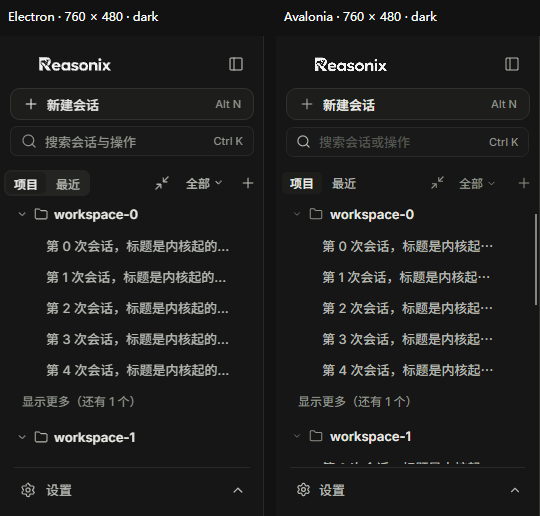 Electron · 760 × 480 · dark
Reasonix
新建会话 Alt N
搜索会话与操作 Ctrl K
项目 最近 全部
workspace-0
第 0 次会话，标题是内核起的...
第 1 次会话，标题是内核起的...
第 2 次会话，标题是内核起的...
第 3 次会话，标题是内核起的...
第 4 次会话，标题是内核起的...
显示更多（还有 1 个）
workspace-1
设置
Avalonia · 760 × 480 · dark
Reasonix
新建会话 Alt N
搜索会话或操作 Ctrl K
项目 最近 全部
workspace-0
第 0 次会话，标题是内核起…
第 1 次会话，标题是内核起…
第 2 次会话，标题是内核起…
第 3 次会话，标题是内核起…
第 4 次会话，标题是内核起…
显示更多（还有 1 个）
workspace-1
设置